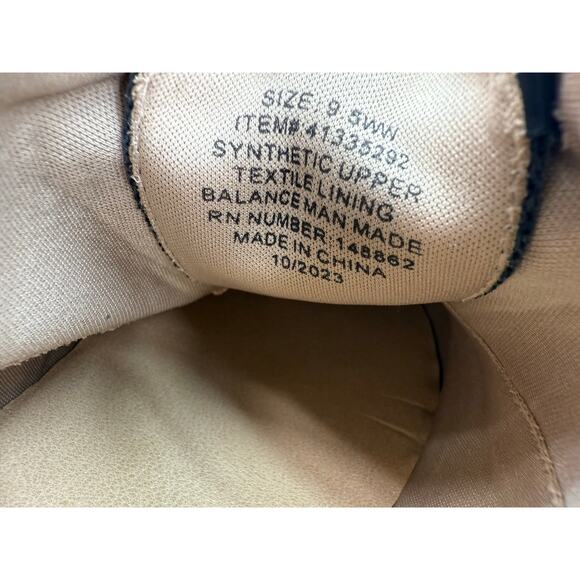 SIZE: 9.5WW
ITEM# 41335292
SYNTHETIC UPPER
TEXTILE LINING
BALANCE MAN MADE
RN NUMBER: 148862
MADE IN CHINA
10/2023